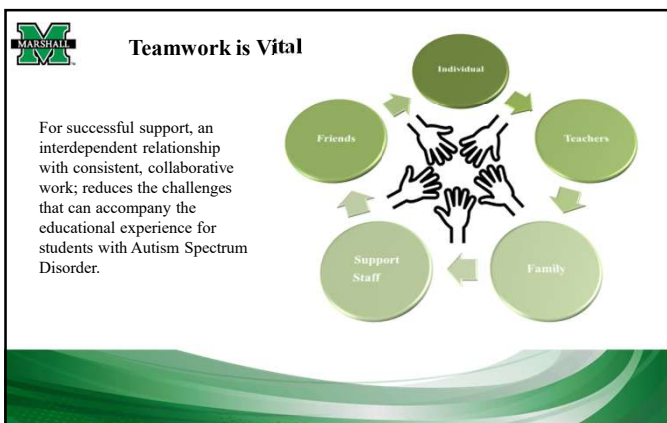 MARSHALL
Teamwork is Vital
For successful support, an
interdependent relationship
with consistent, collaborative
work; reduces the challenges
that can accompany the
educational experience for
students with Autism Spectrum
Disorder.
Individual
Teachers
Family
Support
Staff
Friends